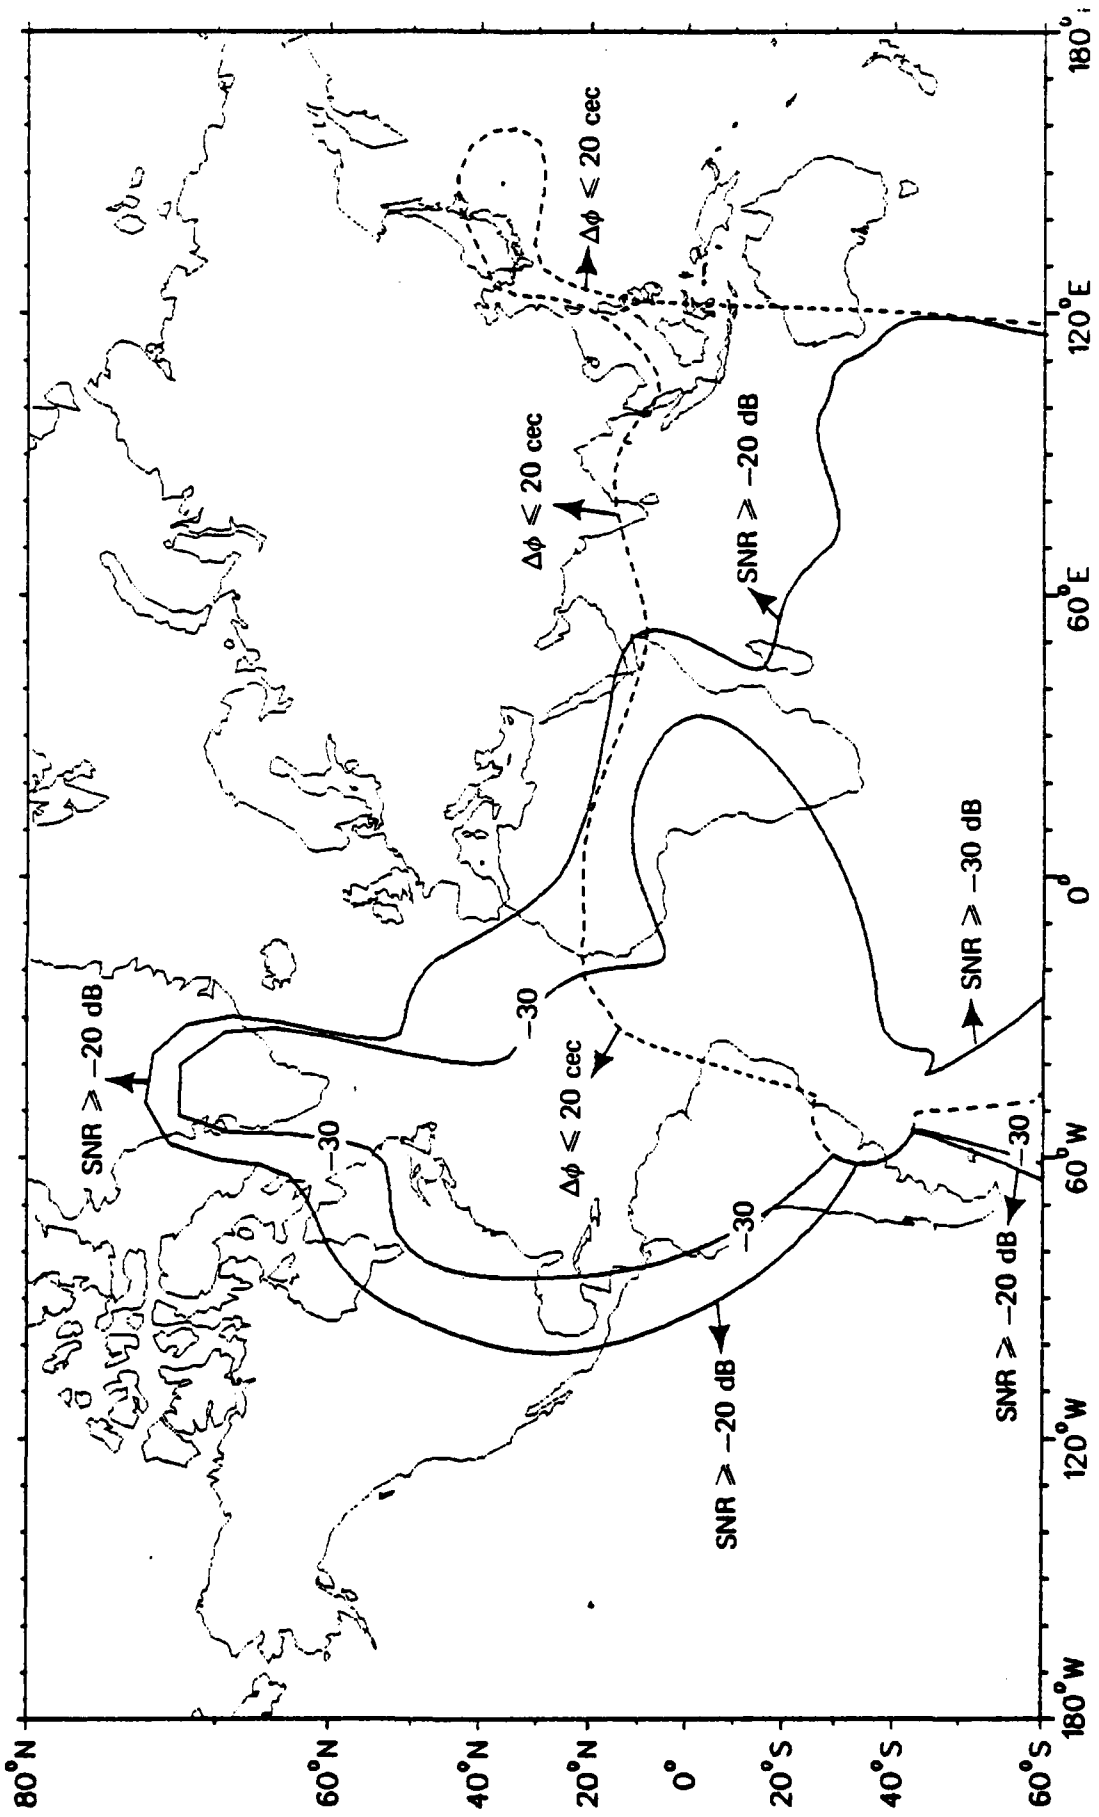 80°N
60°N
40°N
20°N
0°
20°S
40°S
60°S
180°W
120°W
60°W
0°
60°E
120°E
180°
SNR ⩾ −20 dB
−30
−30
Δϕ ⩽ 20 cec
Δϕ ⩽ 20 cec
Δϕ ⩽ 20 cec
−30
SNR ⩾ −20 dB
SNR ⩾ −20 dB
SNR ⩾ −30 dB
−30
SNR ⩾ −20 dB